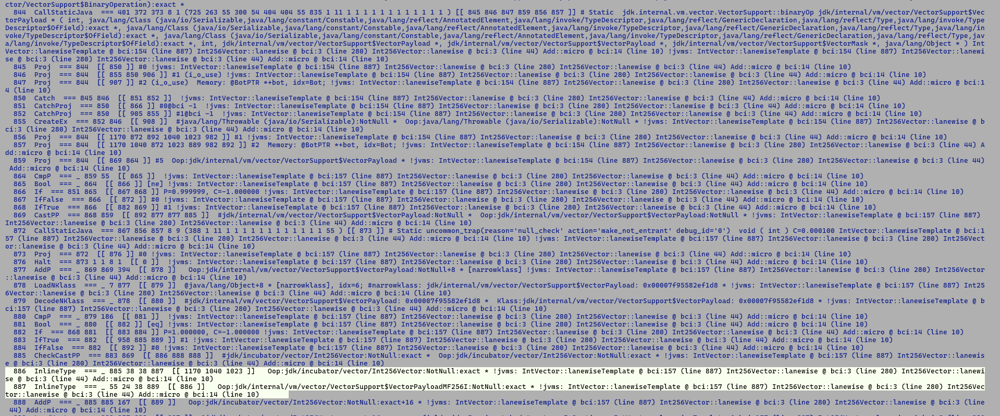 ctor/VectorSupport$BinaryOperation):exact *
  844  CallStaticJava  === 401 372 373 8 1 (725 263 55 300 54 404 404 55 835 1 11 1 1 1 1 1 1 1 1 1 1 1 1 ) [[ 845 846 847 859 856 857 ]] # Static  jdk.internal.vm.vector.VectorSupport::binaryOp jdk/internal/vm/vector/VectorSupport$Vec
torPayload * ( int, java/lang/Class (java/io/Serializable,java/lang/constant/Constable,java/lang/reflect/AnnotatedElement,java/lang/invoke/TypeDescriptor,java/lang/reflect/GenericDeclaration,java/lang/reflect/Type,java/lang/invoke/Type
Descriptor$OfField):exact *, java/lang/Class (java/io/Serializable,java/lang/constant/Constable,java/lang/reflect/AnnotatedElement,java/lang/invoke/TypeDescriptor,java/lang/reflect/GenericDeclaration,java/lang/reflect/Type,java/lang/in
voke/TypeDescriptor$OfField):exact *, java/lang/Class (java/io/Serializable,java/lang/constant/Constable,java/lang/reflect/AnnotatedElement,java/lang/invoke/TypeDescriptor,java/lang/reflect/GenericDeclaration,java/lang/reflect/Type,jav
a/lang/invoke/TypeDescriptor$OfField):exact *, int, jdk/internal/vm/vector/VectorSupport$VectorPayload *, jdk/internal/vm/vector/VectorSupport$VectorPayload *, jdk/internal/vm/vector/VectorSupport$VectorMask *, java/lang/Object * ) Int
Vector::lanewiseTemplate @ bci:154 (line 887) Int256Vector::lanewise @ bci:3 (line 280) Int256Vector::lanewise @ bci:3 (line 44) Add::micro @ bci:14 (line 10) !jvms: IntVector::lanewiseTemplate @ bci:154 (line 887) Int256Vector::lanewi
se @ bci:3 (line 280) Int256Vector::lanewise @ bci:3 (line 44) Add::micro @ bci:14 (line 10)
  845  Proj  === 844  [[ 850 ]] #0 !jvms: IntVector::lanewiseTemplate @ bci:154 (line 887) Int256Vector::lanewise @ bci:3 (line 280) Int256Vector::lanewise @ bci:3 (line 44) Add::micro @ bci:14 (line 10)
  846  Proj  === 844  [[ 855 850 906 ]] #1 (i_o_use) !jvms: IntVector::lanewiseTemplate @ bci:154 (line 887) Int256Vector::lanewise @ bci:3 (line 280) Int256Vector::lanewise @ bci:3 (line 44) Add::micro @ bci:14 (line 10)
  847  Proj  === 844  [[ 907 ]] #2 (i_o_use)  Memory: @BotPTR *+bot, idx=Bot; !jvms: IntVector::lanewiseTemplate @ bci:154 (line 887) Int256Vector::lanewise @ bci:3 (line 280) Int256Vector::lanewise @ bci:3 (line 44) Add::micro @ bci:1
4 (line 10)
  850  Catch  === 845 846  [[ 851 852 ]]  !jvms: IntVector::lanewiseTemplate @ bci:154 (line 887) Int256Vector::lanewise @ bci:3 (line 280) Int256Vector::lanewise @ bci:3 (line 44) Add::micro @ bci:14 (line 10)
  851  CatchProj  === 850  [[ 866 ]] #0@bci -1  !jvms: IntVector::lanewiseTemplate @ bci:154 (line 887) Int256Vector::lanewise @ bci:3 (line 280) Int256Vector::lanewise @ bci:3 (line 44) Add::micro @ bci:14 (line 10)
  852  CatchProj  === 850  [[ 905 855 ]] #1@bci -1  !jvms: IntVector::lanewiseTemplate @ bci:154 (line 887) Int256Vector::lanewise @ bci:3 (line 280) Int256Vector::lanewise @ bci:3 (line 44) Add::micro @ bci:14 (line 10)
  855  CreateEx  === 852 846  [[ 908 ]]  #java/lang/Throwable (java/io/Serializable):NotNull *  Oop:java/lang/Throwable (java/io/Serializable):NotNull * !jvms: IntVector::lanewiseTemplate @ bci:154 (line 887) Int256Vector::lanewise @ b
ci:3 (line 280) Int256Vector::lanewise @ bci:3 (line 44) Add::micro @ bci:14 (line 10)
  856  Proj  === 844  [[ 1170 872 892 1040 1023 982 ]] #1 !jvms: IntVector::lanewiseTemplate @ bci:154 (line 887) Int256Vector::lanewise @ bci:3 (line 280) Int256Vector::lanewise @ bci:3 (line 44) Add::micro @ bci:14 (line 10)
  857  Proj  === 844  [[ 1170 1040 872 1023 889 982 892 ]] #2  Memory: @BotPTR *+bot, idx=Bot; !jvms: IntVector::lanewiseTemplate @ bci:154 (line 887) Int256Vector::lanewise @ bci:3 (line 280) Int256Vector::lanewise @ bci:3 (line 44) A
dd::micro @ bci:14 (line 10)
  859  Proj  === 844  [[ 869 864 ]] #5  Oop:jdk/internal/vm/vector/VectorSupport$VectorPayload * !jvms: IntVector::lanewiseTemplate @ bci:154 (line 887) Int256Vector::lanewise @ bci:3 (line 280) Int256Vector::lanewise @ bci:3 (line 44)
 Add::micro @ bci:14 (line 10)
  864  CmpP  === _ 859 55  [[ 865 ]]  !jvms: IntVector::lanewiseTemplate @ bci:157 (line 887) Int256Vector::lanewise @ bci:3 (line 280) Int256Vector::lanewise @ bci:3 (line 44) Add::micro @ bci:14 (line 10)
  865  Bool  === _ 864  [[ 866 ]] [ne] !jvms: IntVector::lanewiseTemplate @ bci:157 (line 887) Int256Vector::lanewise @ bci:3 (line 280) Int256Vector::lanewise @ bci:3 (line 44) Add::micro @ bci:14 (line 10)
  866  If  === 851 865  [[ 867 868 ]] P=0.999999, C=-1.000000 !jvms: IntVector::lanewiseTemplate @ bci:157 (line 887) Int256Vector::lanewise @ bci:3 (line 280) Int256Vector::lanewise @ bci:3 (line 44) Add::micro @ bci:14 (line 10)
  867  IfFalse  === 866  [[ 872 ]] #0 !jvms: IntVector::lanewiseTemplate @ bci:157 (line 887) Int256Vector::lanewise @ bci:3 (line 280) Int256Vector::lanewise @ bci:3 (line 44) Add::micro @ bci:14 (line 10)
  868  IfTrue  === 866  [[ 882 869 ]] #1 !jvms: IntVector::lanewiseTemplate @ bci:157 (line 887) Int256Vector::lanewise @ bci:3 (line 280) Int256Vector::lanewise @ bci:3 (line 44) Add::micro @ bci:14 (line 10)
  869  CastPP  === 868 859  [[ 892 877 877 885 ]]  #jdk/internal/vm/vector/VectorSupport$VectorPayload:NotNull *  Oop:jdk/internal/vm/vector/VectorSupport$VectorPayload:NotNull * !jvms: IntVector::lanewiseTemplate @ bci:157 (line 887)
Int256Vector::lanewise @ bci:3 (line 280) Int256Vector::lanewise @ bci:3 (line 44) Add::micro @ bci:14 (line 10)
  872  CallStaticJava  === 867 856 857 8 9 (388 1 11 1 1 1 1 1 1 1 1 1 1 1 1 55 ) [[ 873 ]] # Static uncommon_trap(reason='null_check' action='make_not_entrant' debug_id='0')  void ( int ) C=0.000100 IntVector::lanewiseTemplate @ bci:1
57 (line 887) Int256Vector::lanewise @ bci:3 (line 280) Int256Vector::lanewise @ bci:3 (line 44) Add::micro @ bci:14 (line 10) !jvms: IntVector::lanewiseTemplate @ bci:157 (line 887) Int256Vector::lanewise @ bci:3 (line 280) Int256Vect
or::lanewise @ bci:3 (line 44) Add::micro @ bci:14 (line 10)
  873  Proj  === 872  [[ 876 ]] #0 !jvms: IntVector::lanewiseTemplate @ bci:157 (line 887) Int256Vector::lanewise @ bci:3 (line 280) Int256Vector::lanewise @ bci:3 (line 44) Add::micro @ bci:14 (line 10)
  876  Halt  === 873 1 1 8 1  [[ 0 ]]  !jvms: IntVector::lanewiseTemplate @ bci:157 (line 887) Int256Vector::lanewise @ bci:3 (line 280) Int256Vector::lanewise @ bci:3 (line 44) Add::micro @ bci:14 (line 10)
  877  AddP  === _ 869 869 394  [[ 878 ]]   Oop:jdk/internal/vm/vector/VectorSupport$VectorPayload:NotNull+8 * [narrowklass] !jvms: IntVector::lanewiseTemplate @ bci:157 (line 887) Int256Vector::lanewise @ bci:3 (line 280) Int256Vector
::lanewise @ bci:3 (line 44) Add::micro @ bci:14 (line 10)
  878  LoadNKlass  === _ 7 877  [[ 879 ]]  @java/lang/Object+8 * [narrowklass], idx=6; #narrowklass: jdk/internal/vm/vector/VectorSupport$VectorPayload: 0x00007f95582ef1d8 * !jvms: IntVector::lanewiseTemplate @ bci:157 (line 887) Int25
6Vector::lanewise @ bci:3 (line 280) Int256Vector::lanewise @ bci:3 (line 44) Add::micro @ bci:14 (line 10)
  879  DecodeNKlass  === _ 878  [[ 880 ]]  #jdk/internal/vm/vector/VectorSupport$VectorPayload: 0x00007f95582ef1d8 *  Klass:jdk/internal/vm/vector/VectorSupport$VectorPayload: 0x00007f95582ef1d8 * !jvms: IntVector::lanewiseTemplate @ b
ci:157 (line 887) Int256Vector::lanewise @ bci:3 (line 280) Int256Vector::lanewise @ bci:3 (line 44) Add::micro @ bci:14 (line 10)
  880  CmpP  === _ 879 186  [[ 881 ]]  !jvms: IntVector::lanewiseTemplate @ bci:157 (line 887) Int256Vector::lanewise @ bci:3 (line 280) Int256Vector::lanewise @ bci:3 (line 44) Add::micro @ bci:14 (line 10)
  881  Bool  === _ 880  [[ 882 ]] [eq] !jvms: IntVector::lanewiseTemplate @ bci:157 (line 887) Int256Vector::lanewise @ bci:3 (line 280) Int256Vector::lanewise @ bci:3 (line 44) Add::micro @ bci:14 (line 10)
  882  If  === 868 881  [[ 883 884 ]] P=1.000000, C=-1.000000 !jvms: IntVector::lanewiseTemplate @ bci:157 (line 887) Int256Vector::lanewise @ bci:3 (line 280) Int256Vector::lanewise @ bci:3 (line 44) Add::micro @ bci:14 (line 10)
  883  IfTrue  === 882  [[ 958 885 889 ]] #1 !jvms: IntVector::lanewiseTemplate @ bci:157 (line 887) Int256Vector::lanewise @ bci:3 (line 280) Int256Vector::lanewise @ bci:3 (line 44) Add::micro @ bci:14 (line 10)
  884  IfFalse  === 882  [[ 892 ]] #0 !jvms: IntVector::lanewiseTemplate @ bci:157 (line 887) Int256Vector::lanewise @ bci:3 (line 280) Int256Vector::lanewise @ bci:3 (line 44) Add::micro @ bci:14 (line 10)
  885  CheckCastPP  === 883 869  [[ 886 888 888 ]]  #jdk/incubator/vector/Int256Vector:NotNull:exact *  Oop:jdk/incubator/vector/Int256Vector:NotNull:exact * !jvms: IntVector::lanewiseTemplate @ bci:157 (line 887) Int256Vector::lanewis
e @ bci:3 (line 280) Int256Vector::lanewise @ bci:3 (line 44) Add::micro @ bci:14 (line 10)
  886  InlineType  === _ 885 38 38 887  [[ 1170 1040 1023 ]]   Oop:jdk/incubator/vector/Int256Vector:NotNull:exact * !jvms: IntVector::lanewiseTemplate @ bci:157 (line 887) Int256Vector::lanewise @ bci:3 (line 280) Int256Vector::lanewi
se @ bci:3 (line 44) Add::micro @ bci:14 (line 10)
  887  InlineType  === _ 55 24 38 889  [[ 886 ]]   Oop:jdk/internal/vm/vector/VectorSupport$VectorPayloadMF256I:NotNull:exact * !jvms: IntVector::lanewiseTemplate @ bci:157 (line 887) Int256Vector::lanewise @ bci:3 (line 280) Int256Vec
tor::lanewise @ bci:3 (line 44) Add::micro @ bci:14 (line 10)
  888  AddP  === _ 885 885 167  [[ 889 ]]   Oop:jdk/incubator/vector/Int256Vector:NotNull:exact+16 * !jvms: IntVector::lanewiseTemplate @ bci:157 (line 887) Int256Vector::lanewise @ bci:3 (line 280) Int256Vector::lanewise @ bci:3 (line
 44) Add::micro @ bci:14 (line 10)